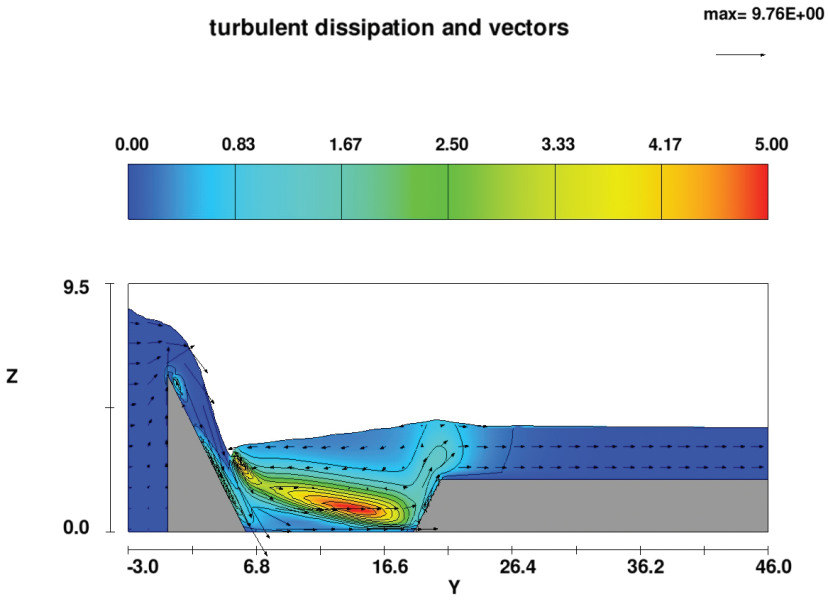 max= 9.76E+00
turbulent dissipation and vectors
0.00 0.83 1.67 2.50 3.33 4.17 5.00
9.5
Z
0.0
-3.0 6.8 16.6 26.4 36.2 46.0
Y